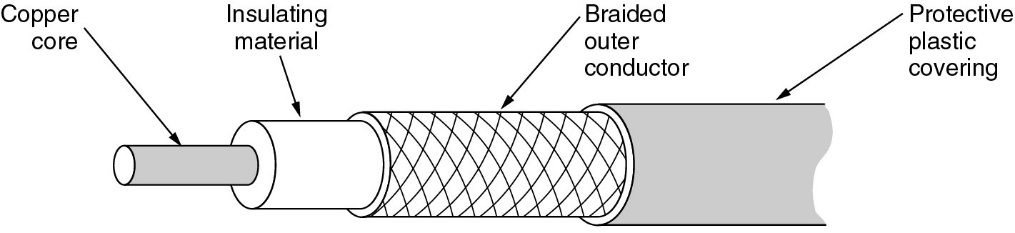 Copper
core
Insulating
material
Braided
outer
conductor
Protective
plastic
covering